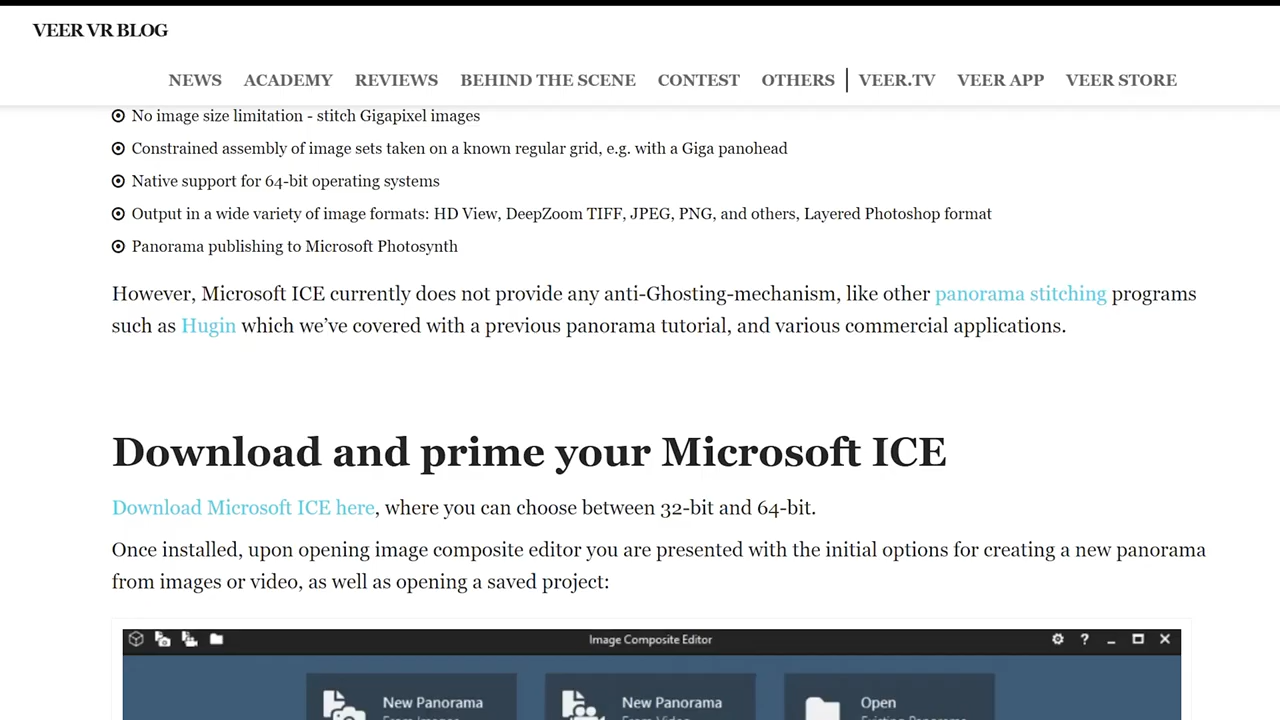 VEER VR BLOG
NEWS ACADEMY REVIEWS BEHIND THE SCENE CONTEST OTHERS VEER.TV VEER APP VEER STORE
No image size limitation - stitch Gigapixel images
Constrained assembly of image sets taken on a known regular grid, e.g. with a Giga panohead
Native support for 64-bit operating systems
Output in a wide variety of image formats: HD View, DeepZoom TIFF, JPEG, PNG, and others, Layered Photoshop format
Panorama publishing to Microsoft Photosynth
However, Microsoft ICE currently does not provide any anti-Ghosting-mechanism, like other panorama stitching programs
such as Hugin which we’ve covered with a previous panorama tutorial, and various commercial applications.
Download and prime your Microsoft ICE
Download Microsoft ICE here, where you can choose between 32-bit and 64-bit.
Once installed, upon opening image composite editor you are presented with the initial options for creating a new panorama
from images or video, as well as opening a saved project:
Image Composite Editor ?
New Panorama New Panorama Open
From Images From Video Existing Panorama